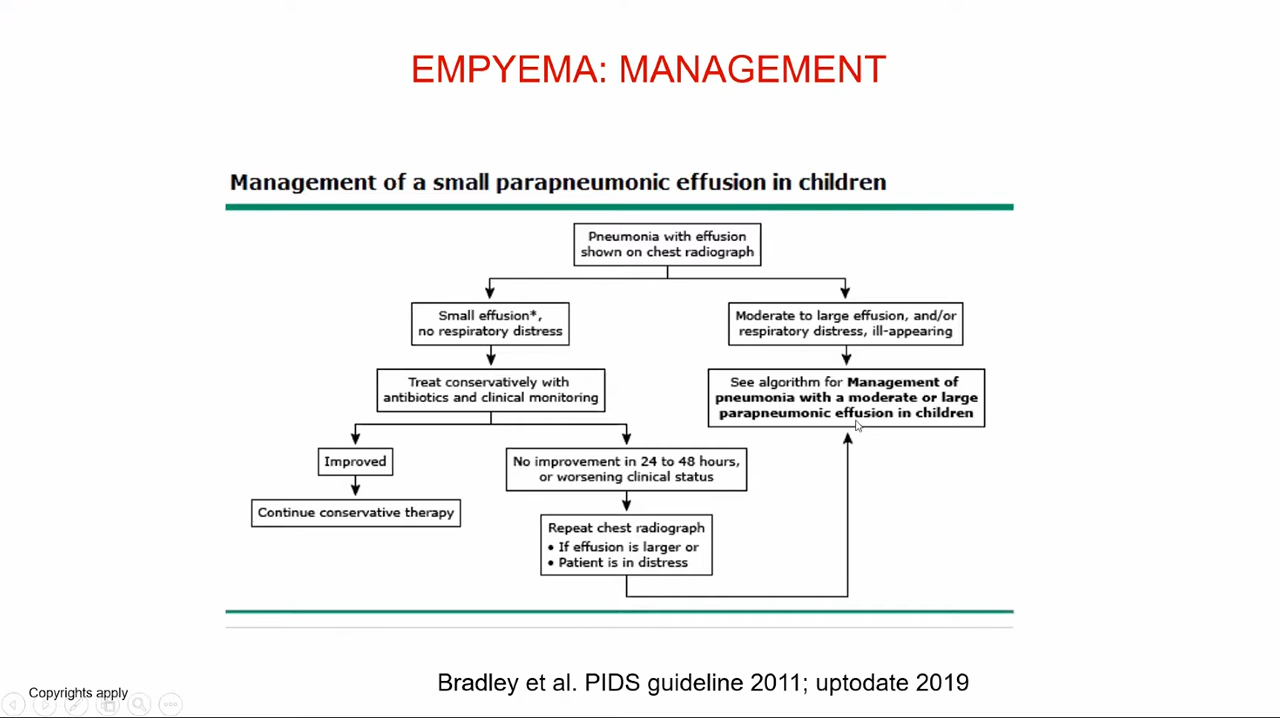 EMPYEMA: MANAGEMENT
Management of a small parapneumonic effusion in children
Pneumonia with effusion
shown on chest radiograph
Small effusion*,
no respiratory distress
Moderate to large effusion, and/or
respiratory distress, ill-appearing
Treat conservatively with
antibiotics and clinical monitoring
See algorithm for Management of
pneumonia with a moderate or large
parapneumonic effusion in children
Improved
No improvement in 24 to 48 hours,
or worsening clinical status
Continue conservative therapy
Repeat chest radiograph
• If effusion is larger or
• Patient is in distress
Bradley et al. PIDS guideline 2011; uptodate 2019
Copyrights apply